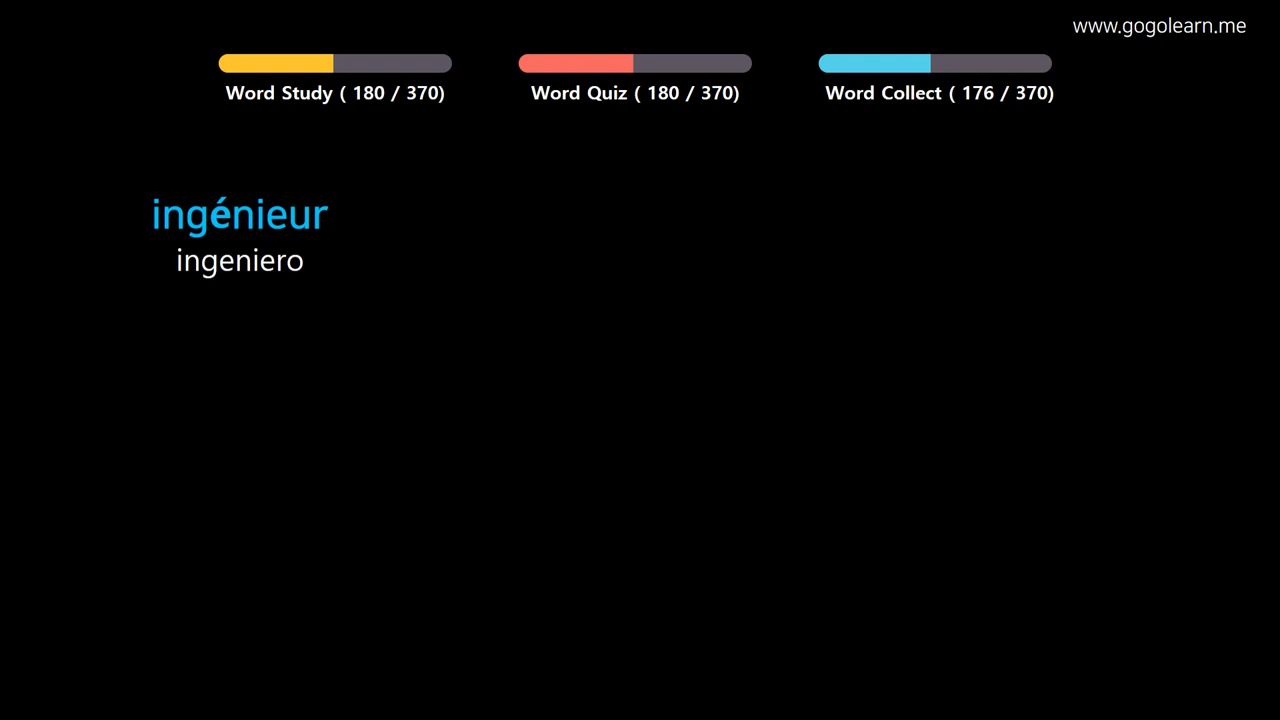 www.gogolearn.me
Word Study ( 180 / 370)
Word Quiz ( 180 / 370)
Word Collect ( 176 / 370)
ingénieur
ingeniero